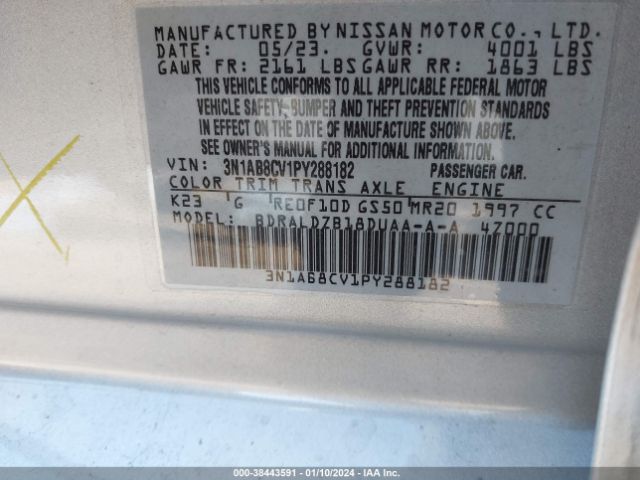 MANUFACTURED BY NISSAN MOTOR CO., LTD.
DATE: 05/23. GVWR: 4001 LBS
GAWR FR: 2161 LBS GAWR RR: 1863 LBS
THIS VEHICLE CONFORMS TO ALL APPLICABLE FEDERAL MOTOR
VEHICLE SAFETY, BUMPER AND THEFT PREVENTION STANDARDS
IN EFFECT ON THE DATE OF MANUFACTURE SHOWN ABOVE.
SEE OWNER'S MANUAL FOR ADDITIONAL INFORMATION.
VIN: 3N1AB8CV1PY288182 PASSENGER CAR.
COLOR TRIM TRANS AXLE ENGINE
K23 G RE0F10D GS50 MR20 1997 CC
MODEL: BDRALDZB18DUAA-A-A 4Z000
3N1AB8CV1PY288182
000-38443591 - 01/10/2024 - IAA Inc.